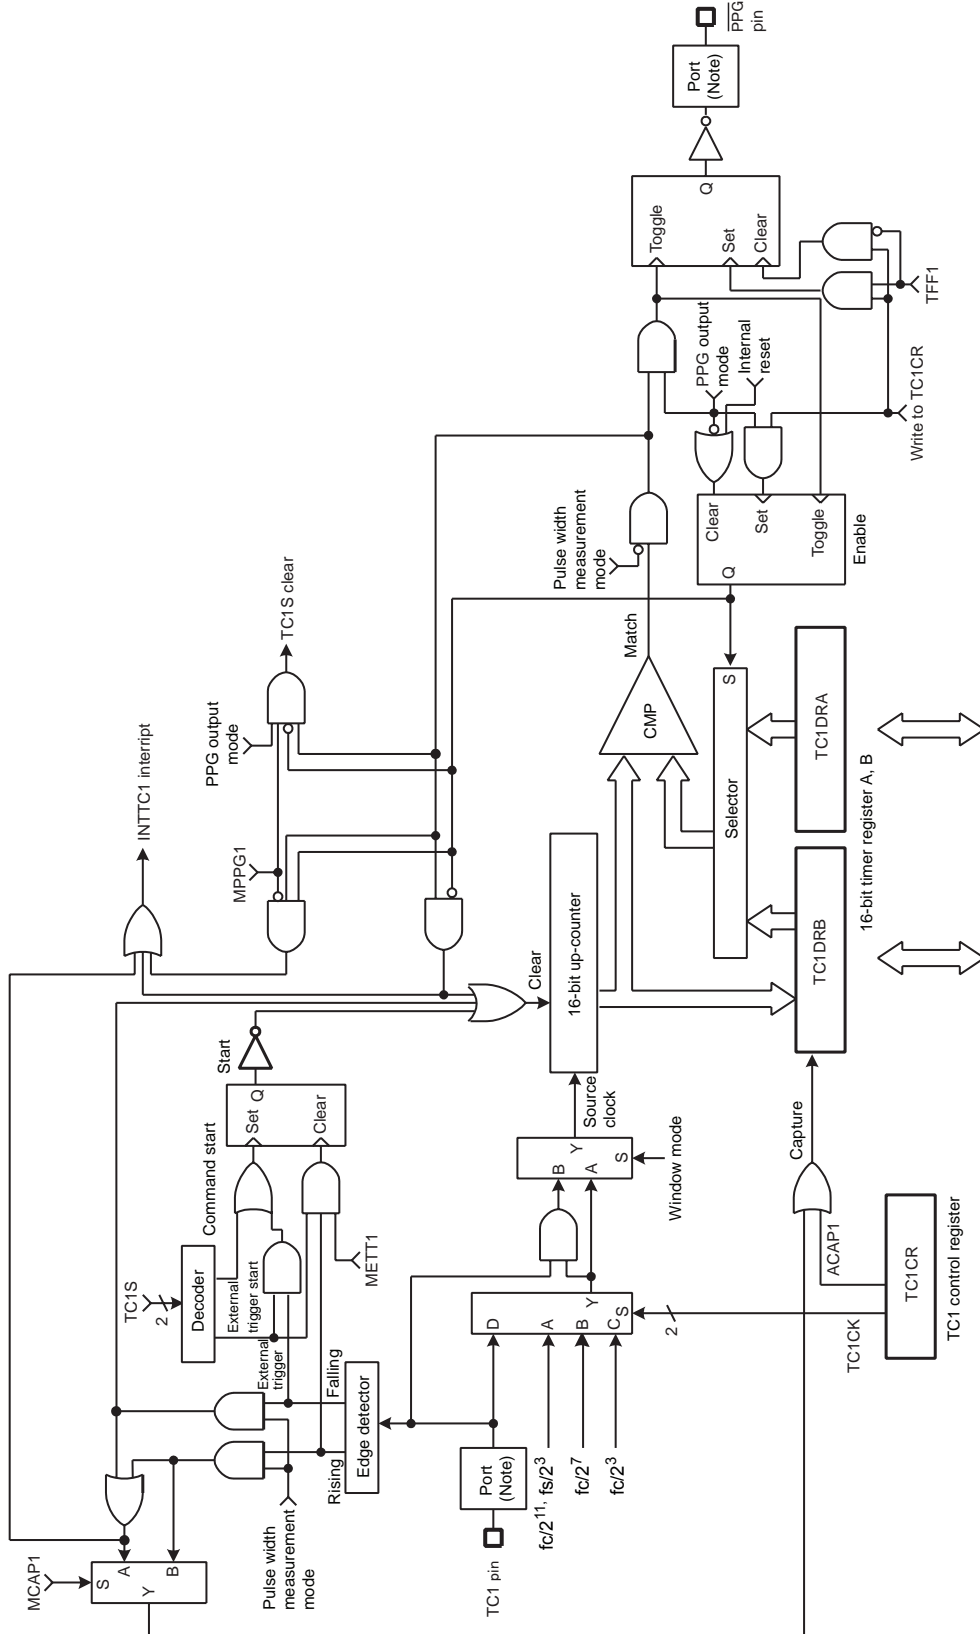 MCAP1
S
A
B
Y
Pulse width
measurement
mode
TC1S
2
Decoder
Command start
External
trigger start
External
trigger
Falling
Rising
Edge detector
METT1
Set
Q
Clear
Start
INTTC1 interript
MPPG1
PPG output
mode
TC1S clear
TC1 pin
Port
(Note)
fc/2¹¹, fs/2³
fc/2⁷
fc/2³
D
A
B
C
S
Y
B
A
Y
S
Window mode
Source
clock
Clear
16-bit up-counter
CMP
Match
Pulse width
measurement
mode
TC1CK
2
ACAP1
Capture
TC1CR
TC1 control register
TC1DRB
TC1DRA
16-bit timer register A, B
Selector
S
Q
Clear
Set
Toggle
Enable
PPG output
mode
Internal
reset
Write to TC1CR
TFF1
Toggle
Set
Clear
Q
Port
(Note)
PPG
pin